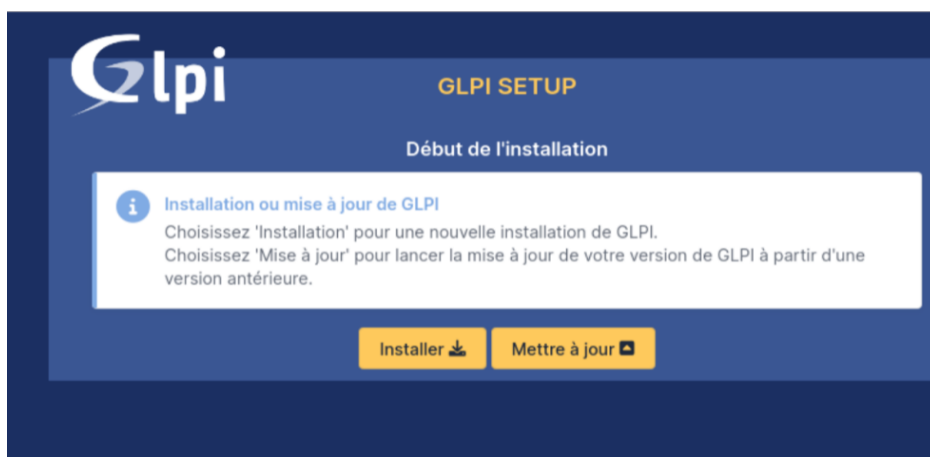 Glpi
GLPI SETUP
Début de l'installation
Installation ou mise à jour de GLPI
Choisissez 'Installation' pour une nouvelle installation de GLPI.
Choisissez 'Mise à jour' pour lancer la mise à jour de votre version de GLPI à partir d'une
version antérieure.
Installer
Mettre à jour